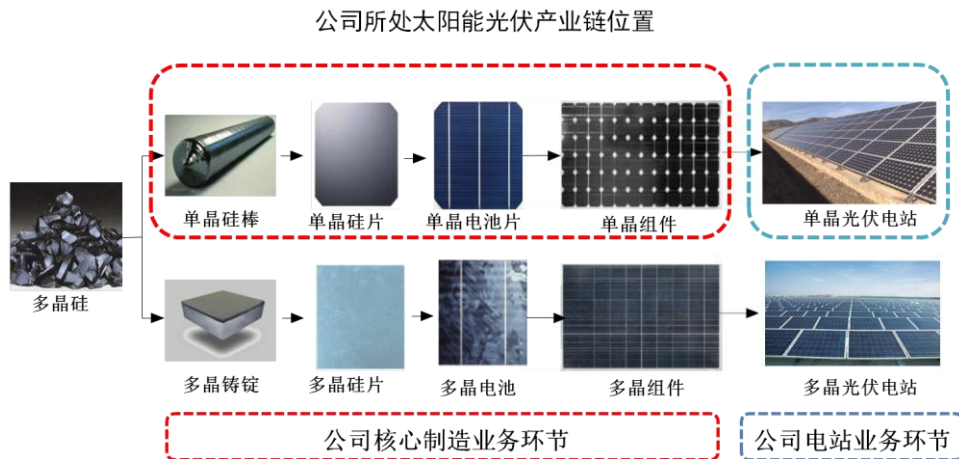 公司所处太阳能光伏产业链位置
单晶硅棒
单晶硅片
单晶电池片
单晶组件
单晶光伏电站
多晶硅
多晶铸锭
多晶硅片
多晶电池
多晶组件
多晶光伏电站
公司核心制造业务环节
公司电站业务环节